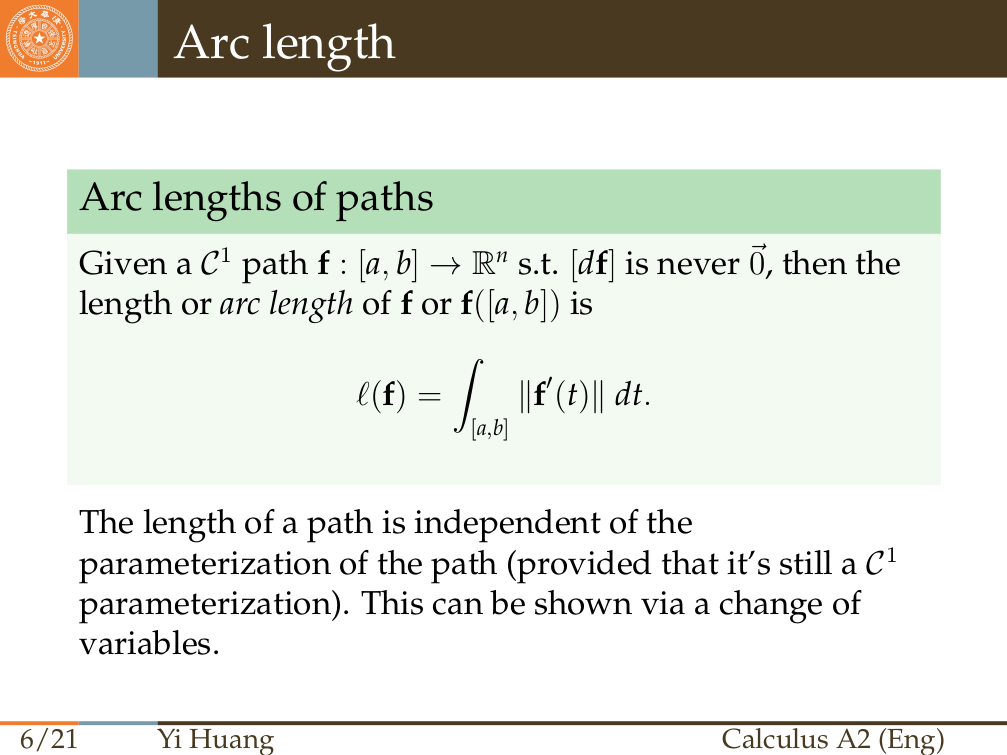 Arc length
Arc lengths of paths
Given a 𝒞¹ path **f** : [a, b] → ℝⁿ s.t. [d**f**] is never 0⃗, then the
length or arc length of **f** or **f**([a, b]) is
ℓ(**f**) = ∫_[a,b] ‖**f**′(t)‖ dt.
The length of a path is independent of the
parameterization of the path (provided that it’s still a 𝒞¹
parameterization). This can be shown via a change of
variables.
6/21 Yi Huang Calculus A2 (Eng)